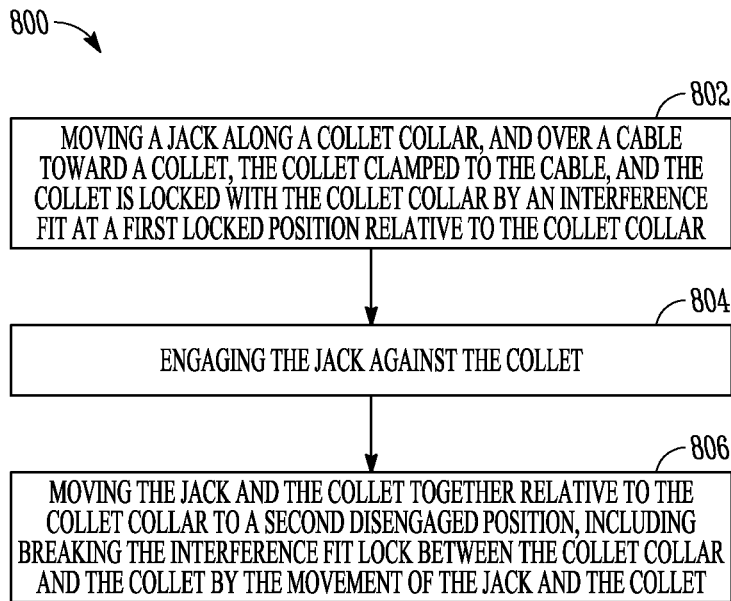 800
802
MOVING A JACK ALONG A COLLET COLLAR, AND OVER A CABLE
TOWARD A COLLET, THE COLLET CLAMPED TO THE CABLE, AND THE
COLLET IS LOCKED WITH THE COLLET COLLAR BY AN INTERFERENCE
FIT AT A FIRST LOCKED POSITION RELATIVE TO THE COLLET COLLAR
804
ENGAGING THE JACK AGAINST THE COLLET
806
MOVING THE JACK AND THE COLLET TOGETHER RELATIVE TO THE
COLLET COLLAR TO A SECOND DISENGAGED POSITION, INCLUDING
BREAKING THE INTERFERENCE FIT LOCK BETWEEN THE COLLET COLLAR
AND THE COLLET BY THE MOVEMENT OF THE JACK AND THE COLLET